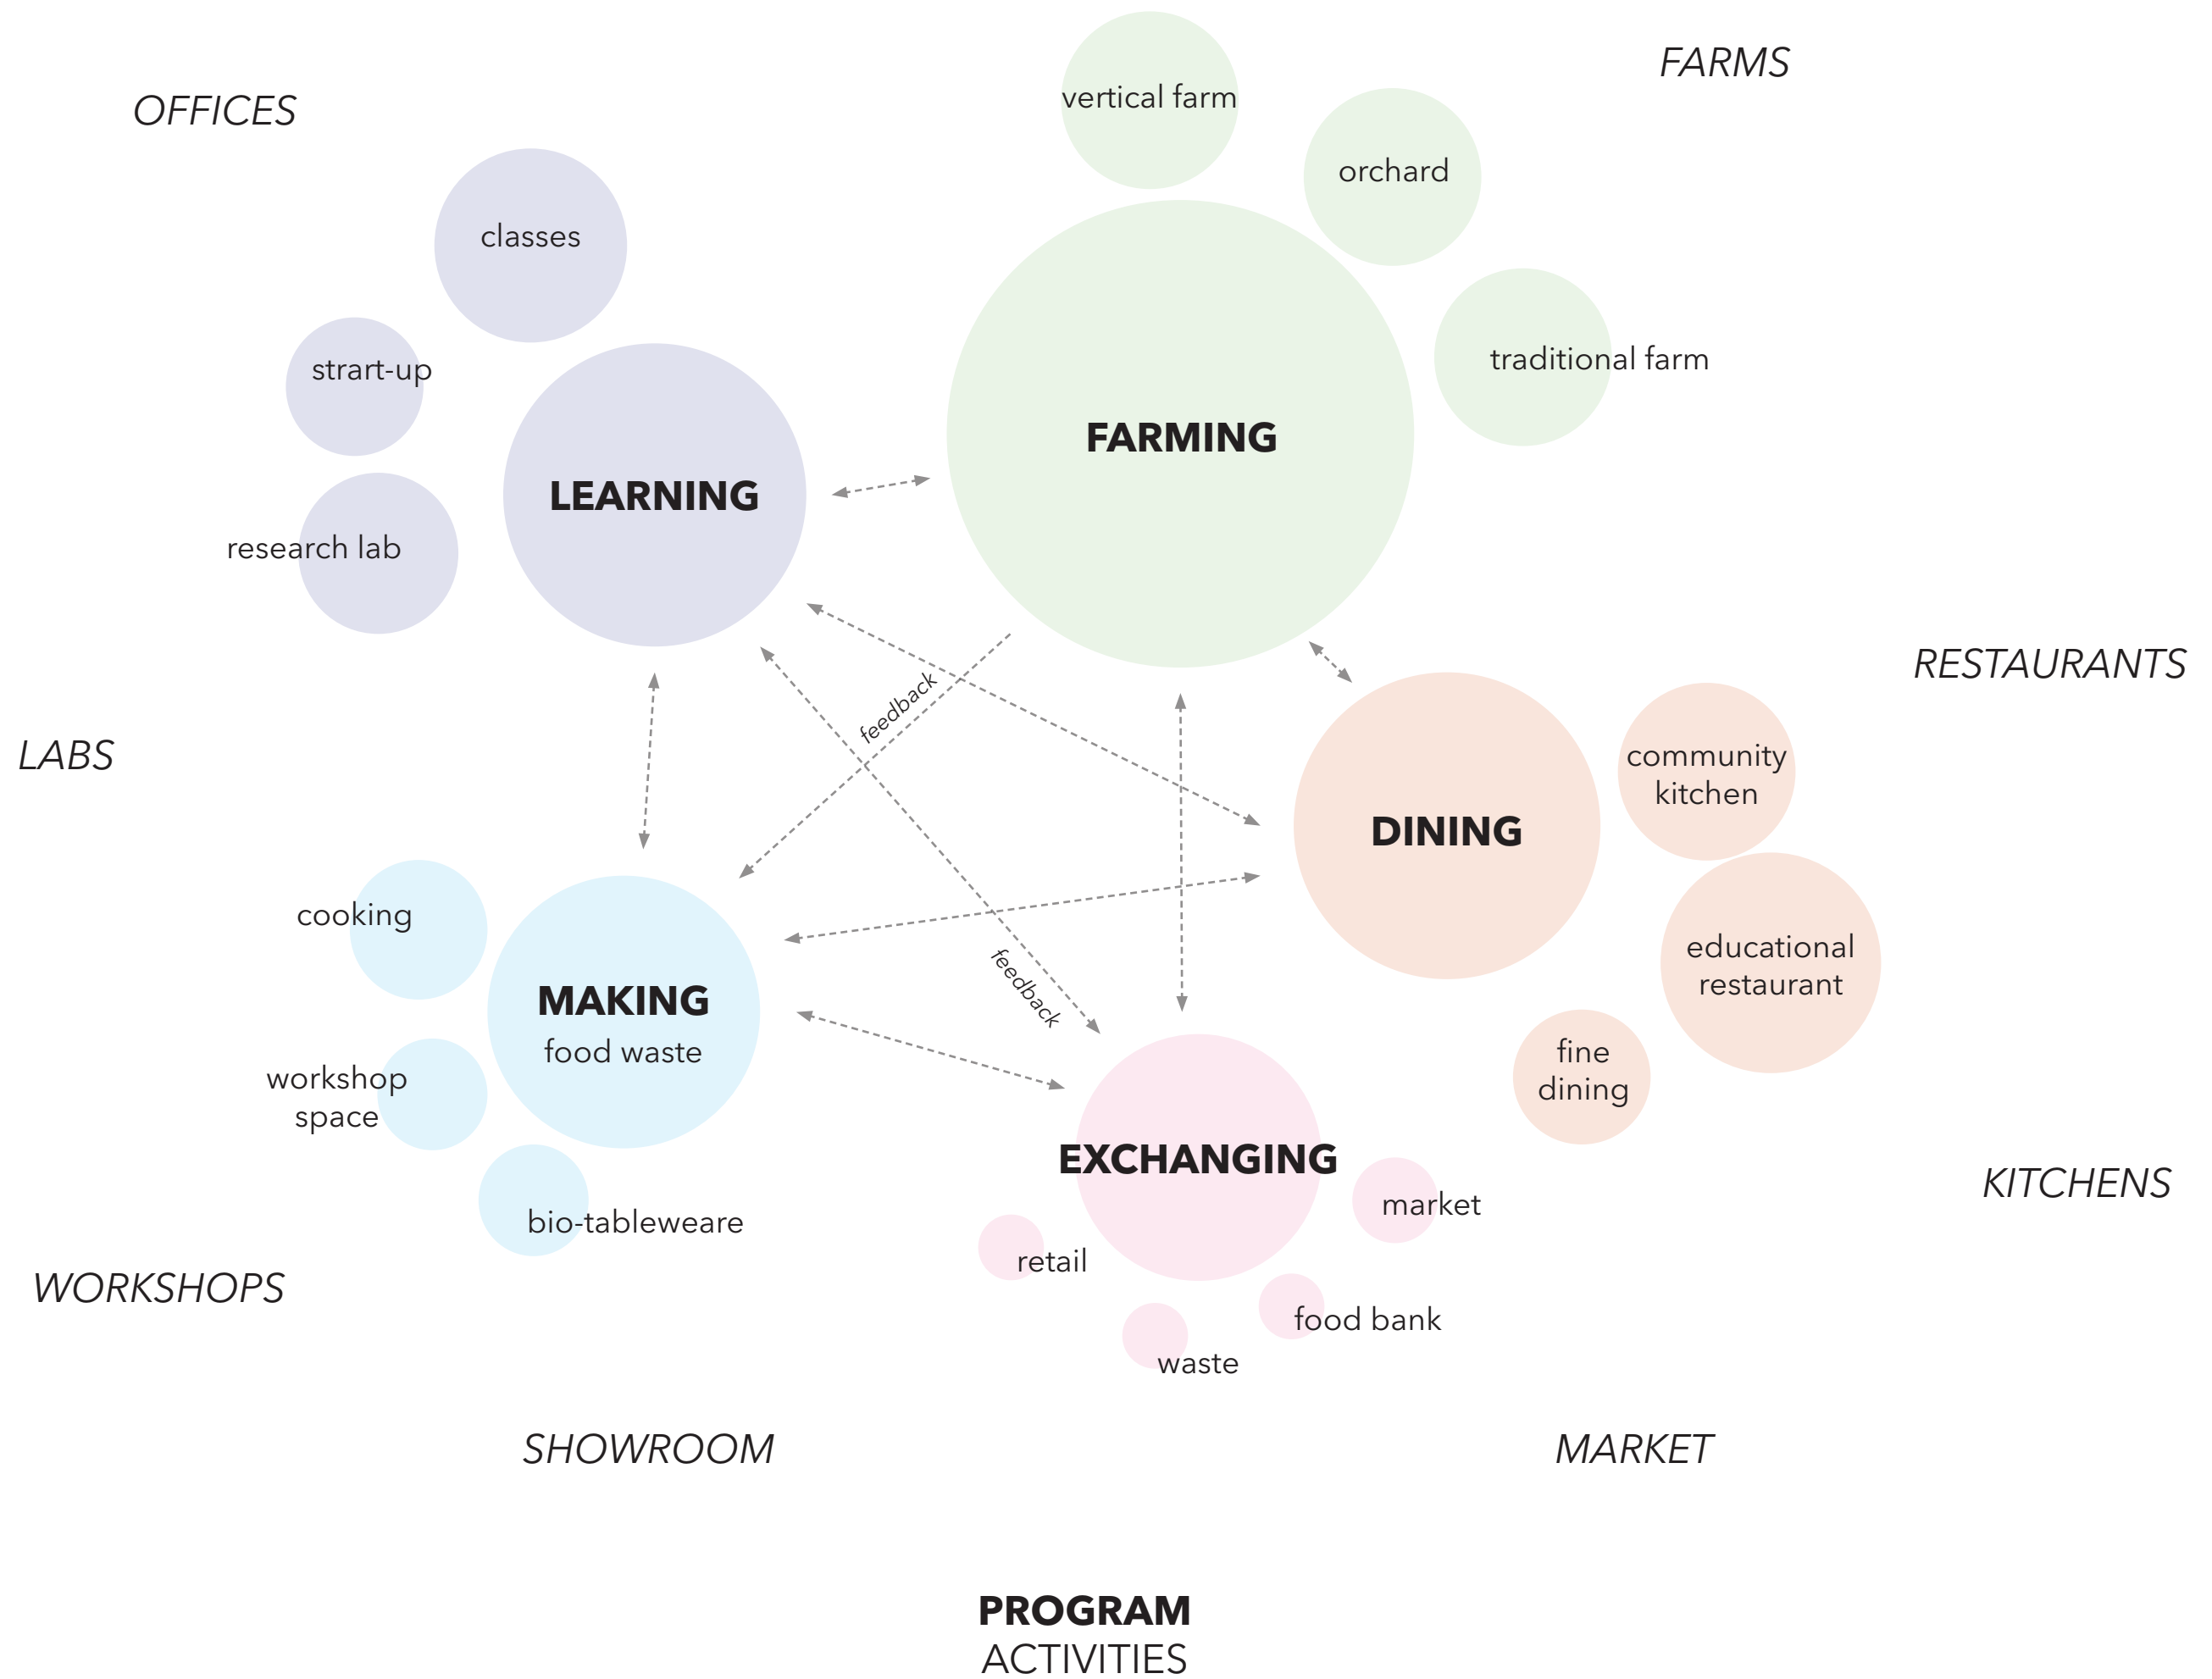 FARMS
OFFICES
vertical farm
orchard
classes
traditional farm
strart-up
FARMING
LEARNING
research lab
RESTAURANTS
feedback
LABS
community
kitchen
DINING
cooking
educational
restaurant
feedback
MAKING
food waste
fine
dining
workshop
space
EXCHANGING
KITCHENS
market
bio-tableweare
retail
WORKSHOPS
food bank
waste
SHOWROOM
MARKET
PROGRAM
ACTIVITIES